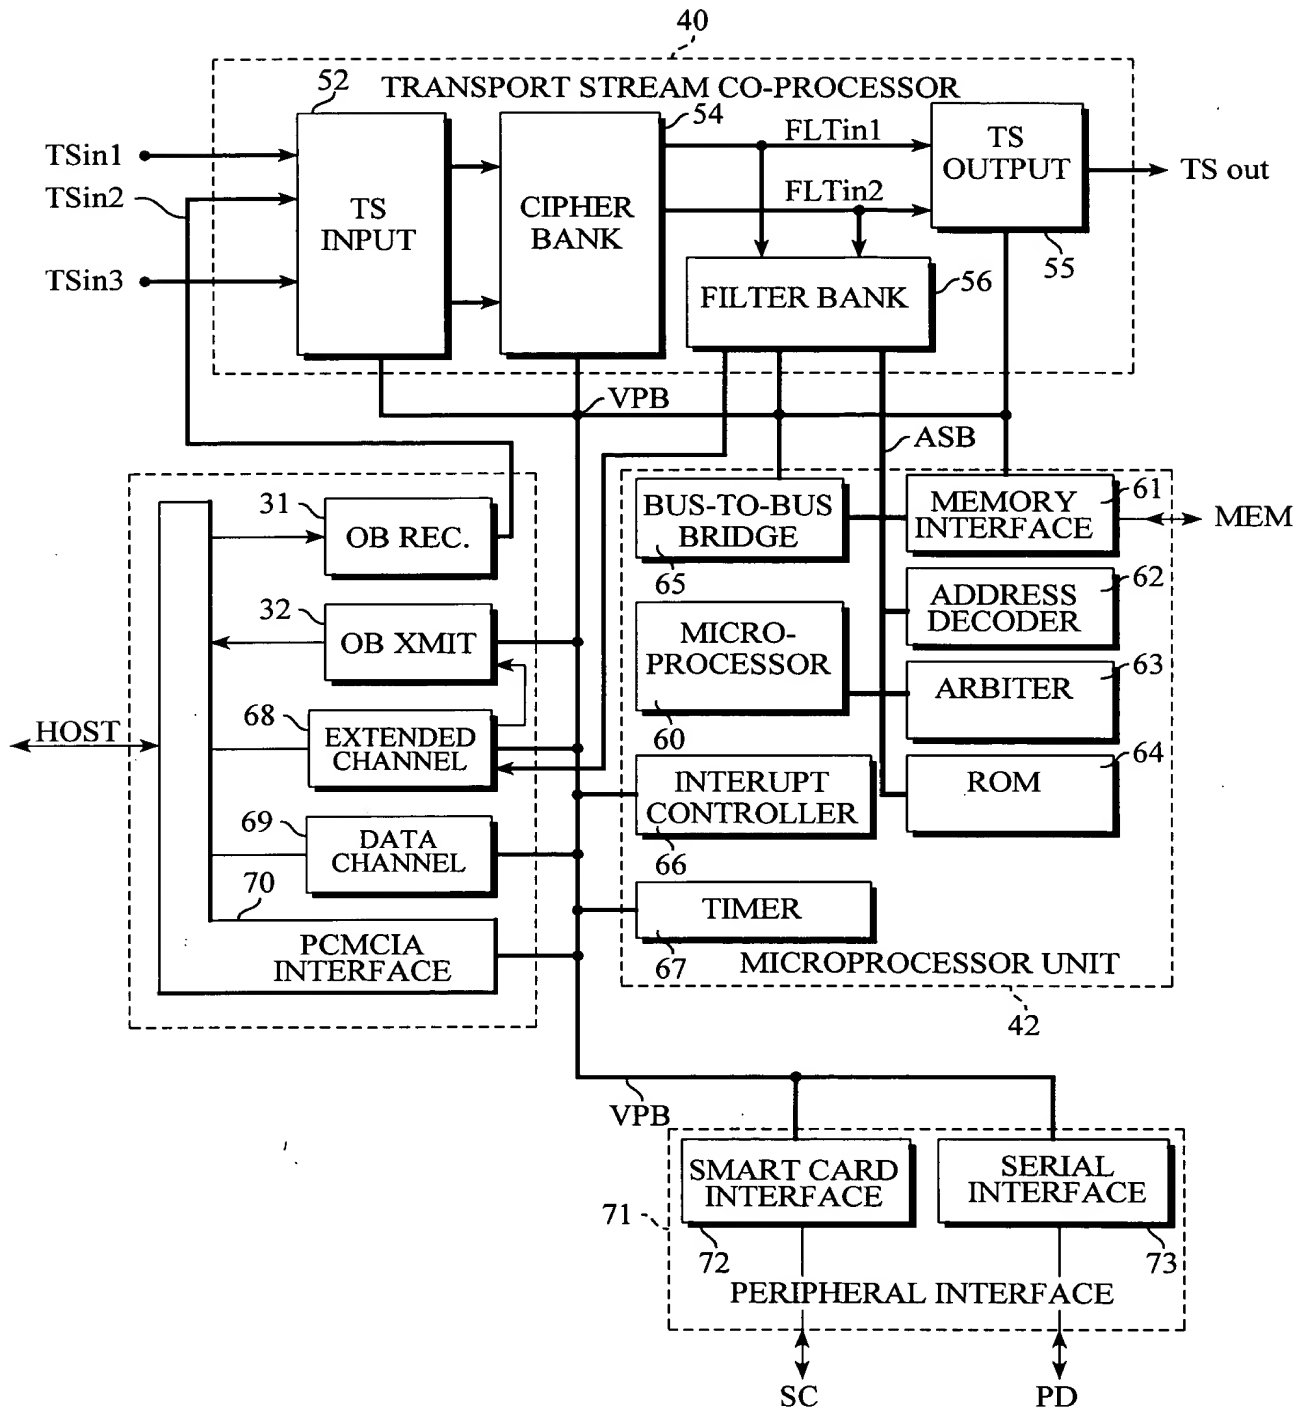 40
TRANSPORT STREAM CO-PROCESSOR
52
54
TSin1
TSin2
TSin3
TS
INPUT
CIPHER
BANK
FLTin1
FLTin2
TS
OUTPUT
TS out
55
FILTER BANK
56
VPB
ASB
31
OB REC.
32
OB XMIT
68
EXTENDED
CHANNEL
HOST
69
DATA
CHANNEL
70
PCMCIA
INTERFACE
BUS-TO-BUS
BRIDGE
65
MEMORY
INTERFACE
61
MEM
ADDRESS
DECODER
62
MICRO-
PROCESSOR
60
ARBITER
63
INTERUPT
CONTROLLER
66
ROM
64
TIMER
67
MICROPROCESSOR UNIT
42
VPB
71
SMART CARD
INTERFACE
72
SERIAL
INTERFACE
73
PERIPHERAL INTERFACE
SC
PD